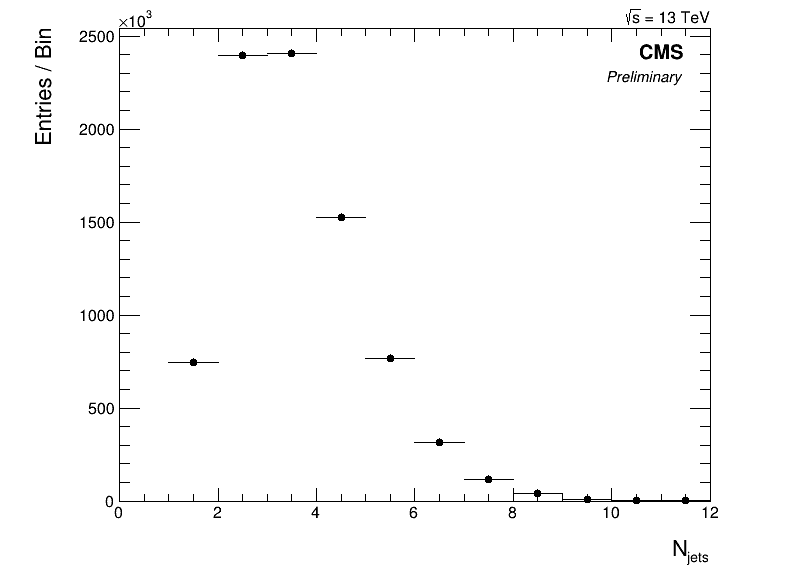 ×10³
√s = 13 TeV
CMS
Preliminary
Entries / Bin
2500
2000
1500
1000
500
0
0 2 4 6 8 10 12
N_jets